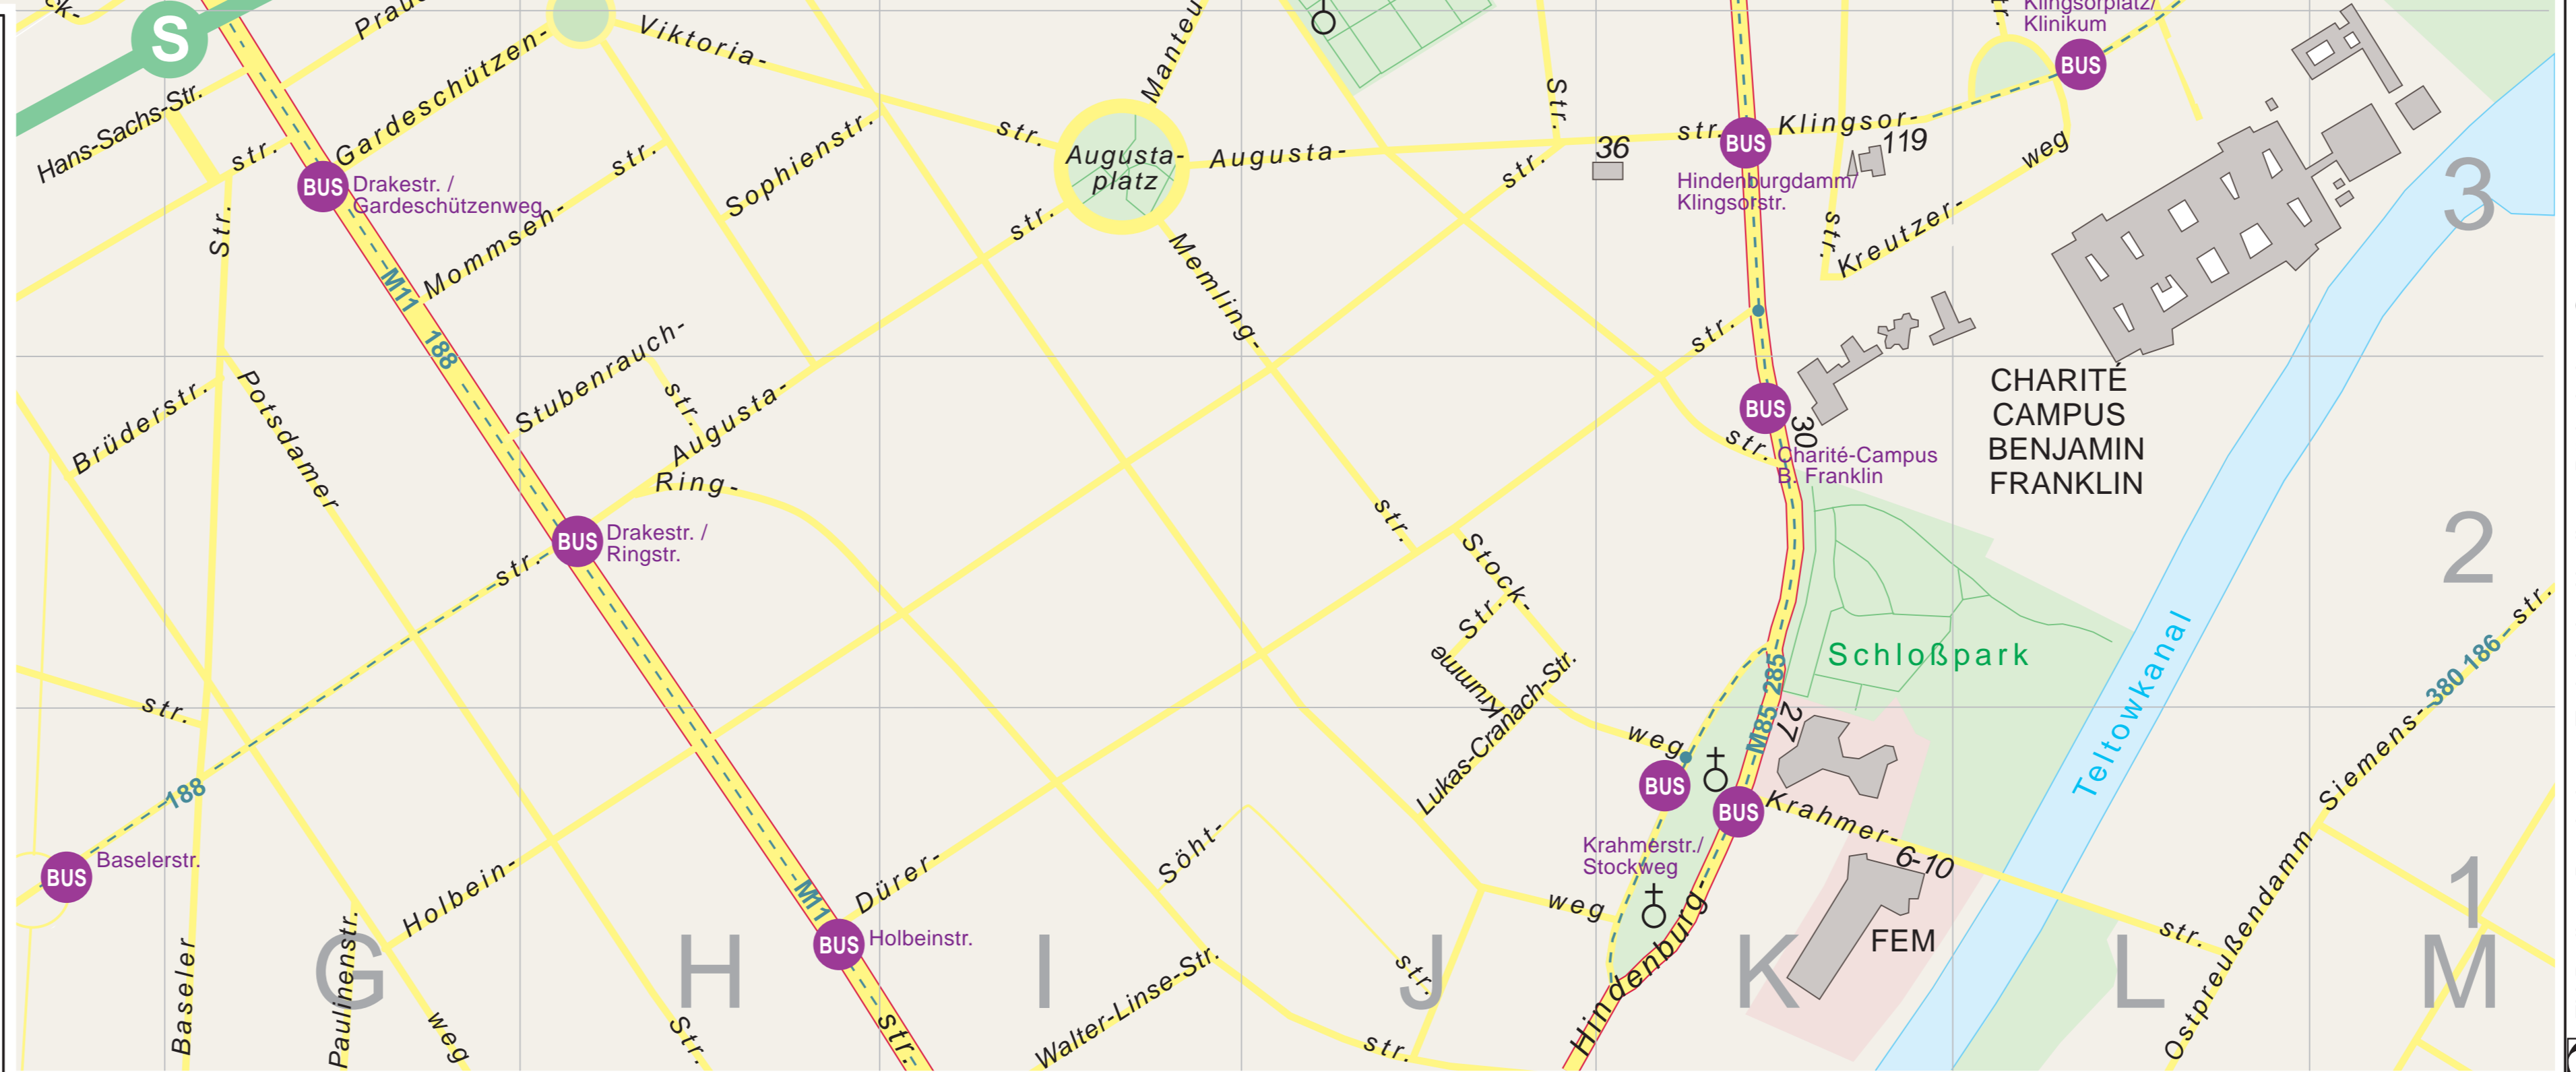 ck-
S
Hans-Sachs-Str.
str.
Gardeschützen-
Viktoria-
str.
Str.
Klingsorplatz/
Klinikum
BUS
BUS
Drakestr. /
Gardeschützenweg
Str.
M11
188
Mommsen-
str.
Sophienstr.
Augusta-
platz
Augusta-
str.
Str.
str.
str.
36
BUS
Klingsor-
119
Hindenburgdamm/
Klingsorstr.
str.
Kreutzer-
weg
3
Memling-
str.
Stubenrauch-
str.
Augusta-
Ring-
Brüderstr.
Potsdamer
str.
BUS
30
str.
Charité-Campus
B. Franklin
CHARITÉ
CAMPUS
BENJAMIN
FRANKLIN
2
BUS
Drakestr. /
Ringstr.
str.
str.
Stock-
Str.
Krumme
Lukas-Cranach-Str.
weg
Schloßpark
Teltowkanal
M85 285
27
380 186
str.
Siemens-
str.
188
BUS
Baselerstr.
BUS
BUS
Krahmerstr./
Stockweg
Krahmer-
6-10
str.
FEM
Ostpreußendamm
1
Holbein-
M11
BUS
Holbeinstr.
Dürer-
Söht-
str.
weg
Hindenburg-
Baseler
Paulinenstr.
weg
Str.
str.
Walter-Linse-Str.
str.
G
H
I
J
K
L
M